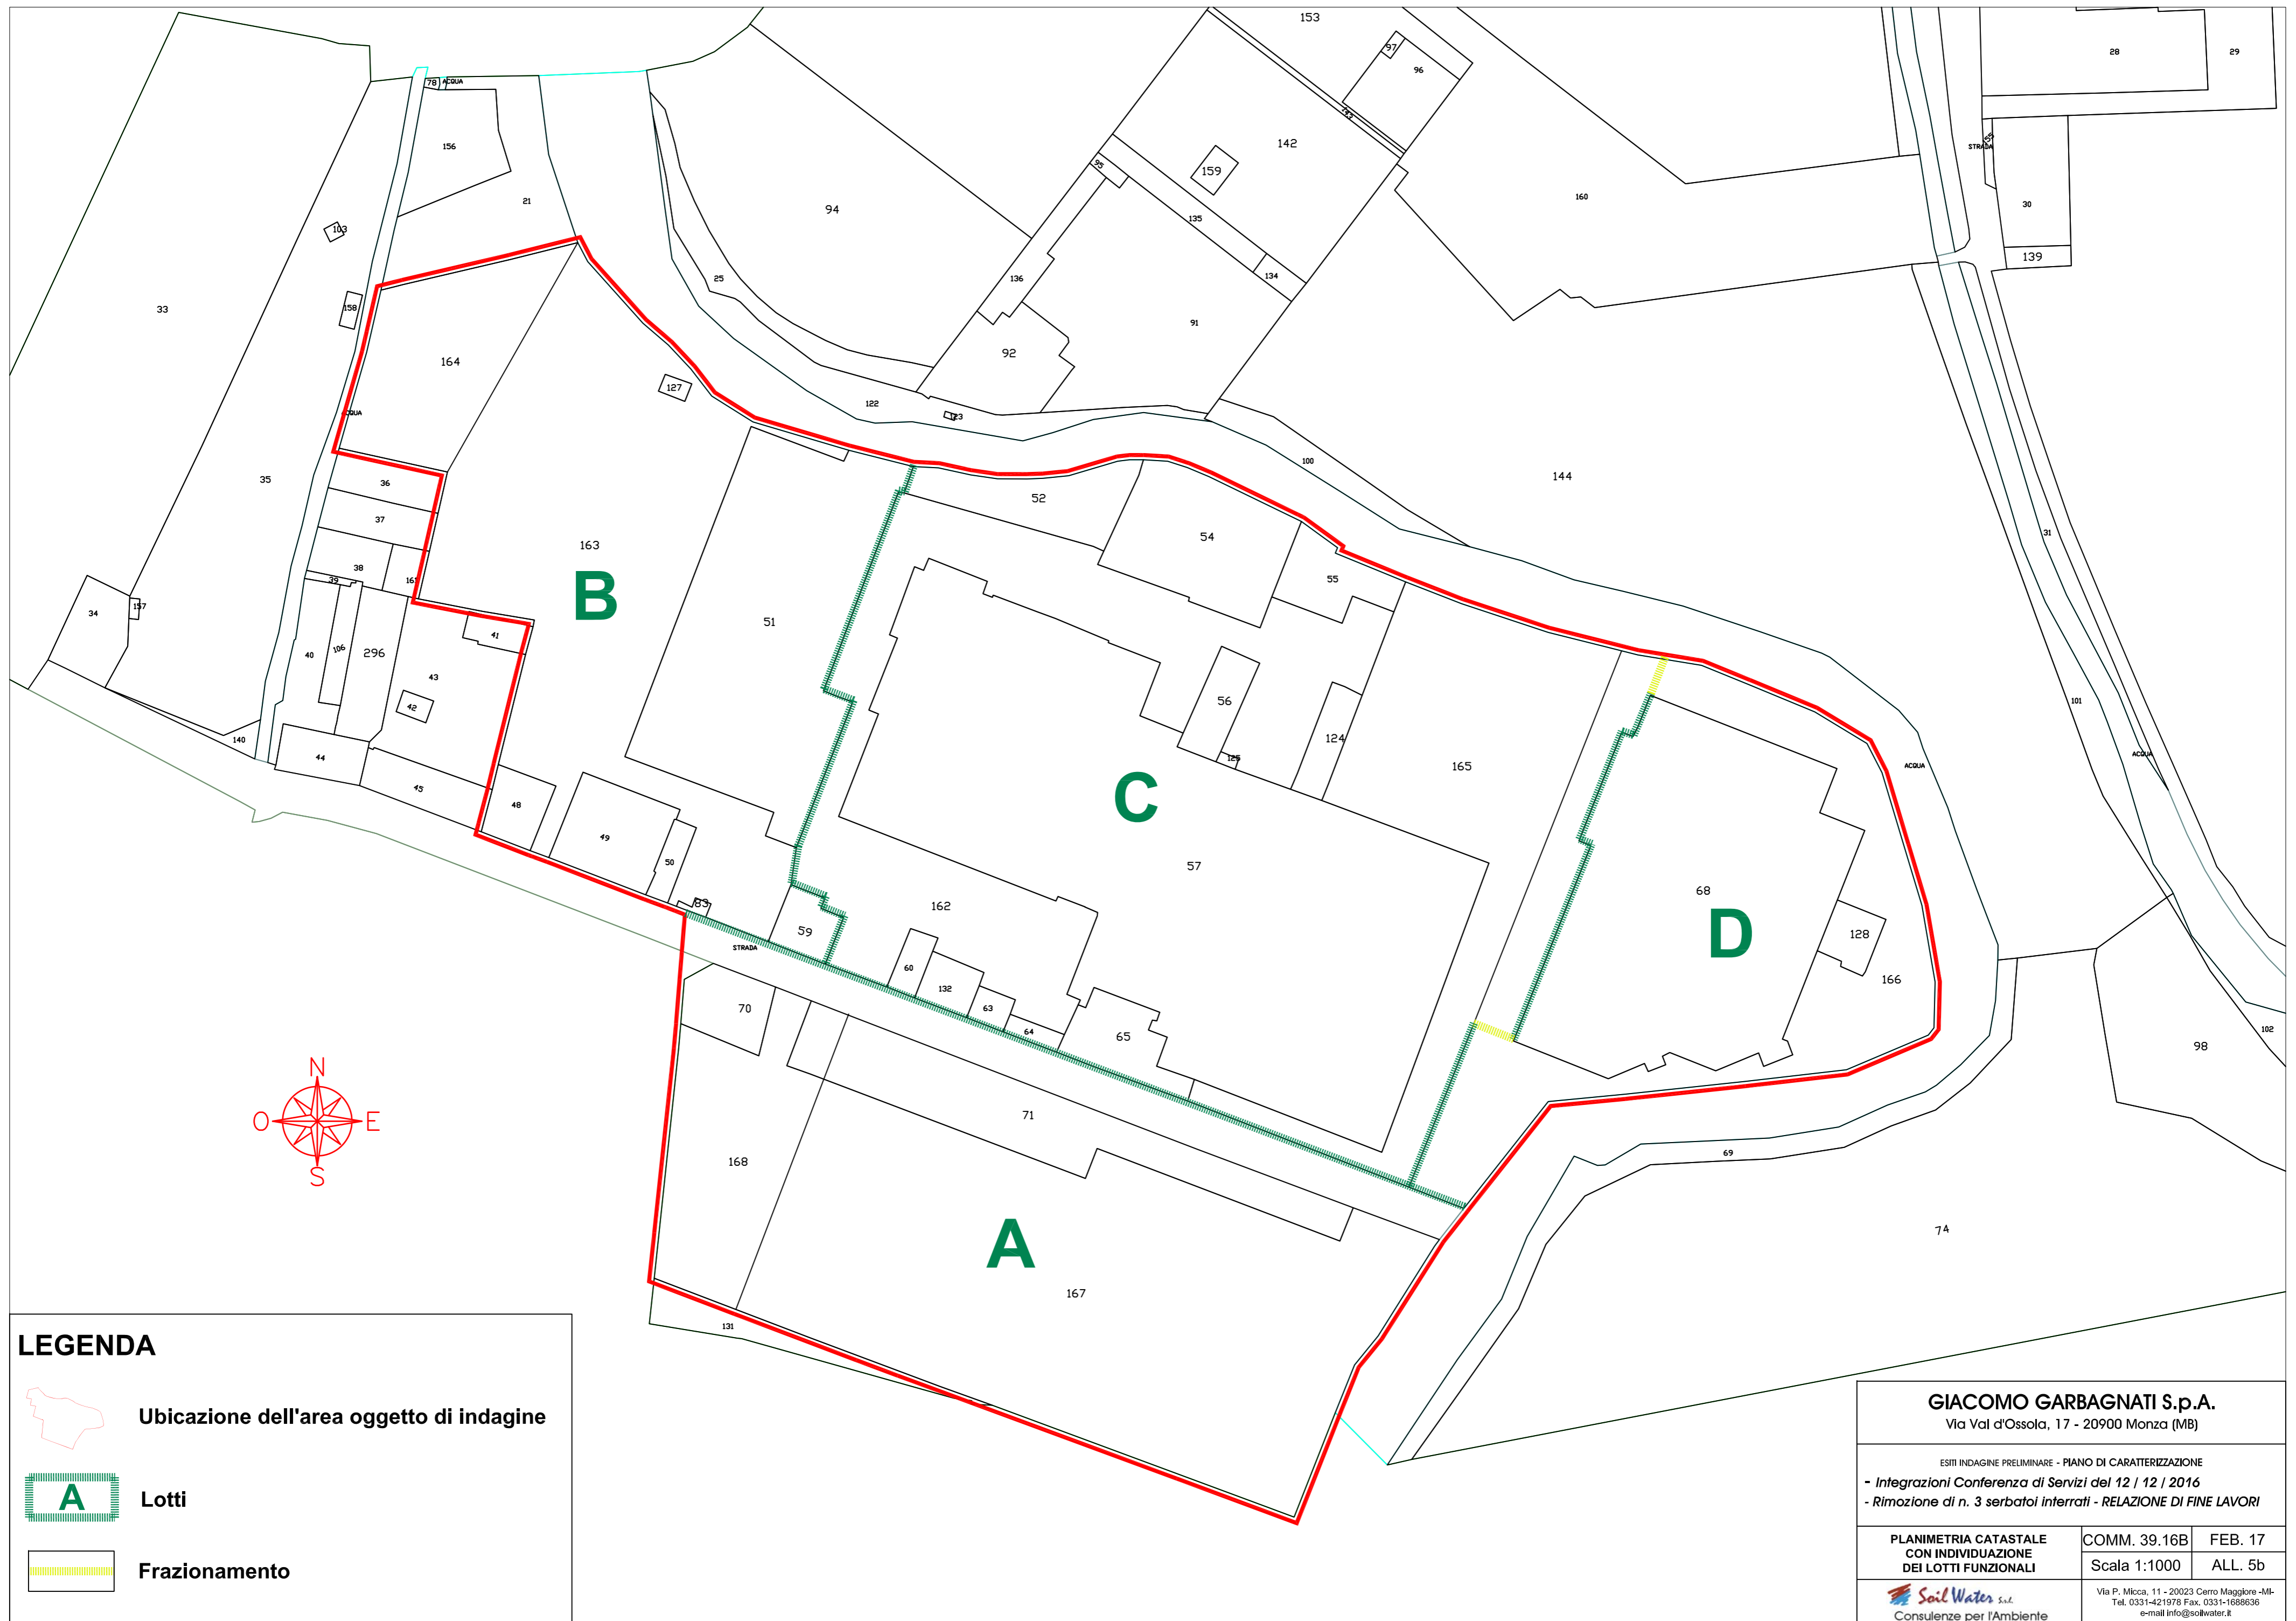 153
97
96
28
29
78
ACQUA
156
143
142
155
STRADA
159
95
160
21
94
135
30
103
139
136
134
25
33
158
91
92
164
127
122
123
ACQUA
100
144
35
36
37
52
31
54
163
B
38
39
161
55
34
157
51
41
40
106
296
43
56
101
42
124
140
44
125
165
ACQUA
ACQUA
45
48
C
49
50
57
68
83
162
59
D
128
STRADA
60
132
166
63
70
64
65
102
98
N
O
E
S
71
69
168
A
74
167
131
LEGENDA
Ubicazione dell'area oggetto di indagine
A
Lotti
Frazionamento
GIACOMO GARBAGNATI S.p.A.
Via Val d'Ossola, 17 - 20900 Monza (MB)
ESITI INDAGINE PRELIMINARE - PIANO DI CARATTERIZZAZIONE
- Integrazioni Conferenza di Servizi del 12 / 12 / 2016
- Rimozione di n. 3 serbatoi interrati - RELAZIONE DI FINE LAVORI
PLANIMETRIA CATASTALE
CON INDIVIDUAZIONE
DEI LOTTI FUNZIONALI
COMM. 39.16B
FEB. 17
Scala 1:1000
ALL. 5b
Soil Water s.r.l.
Consulenze per l'Ambiente
Via P. Micca, 11 - 20023 Cerro Maggiore -MI-
Tel. 0331-421978 Fax. 0331-1688636
e-mail info@soilwater.it